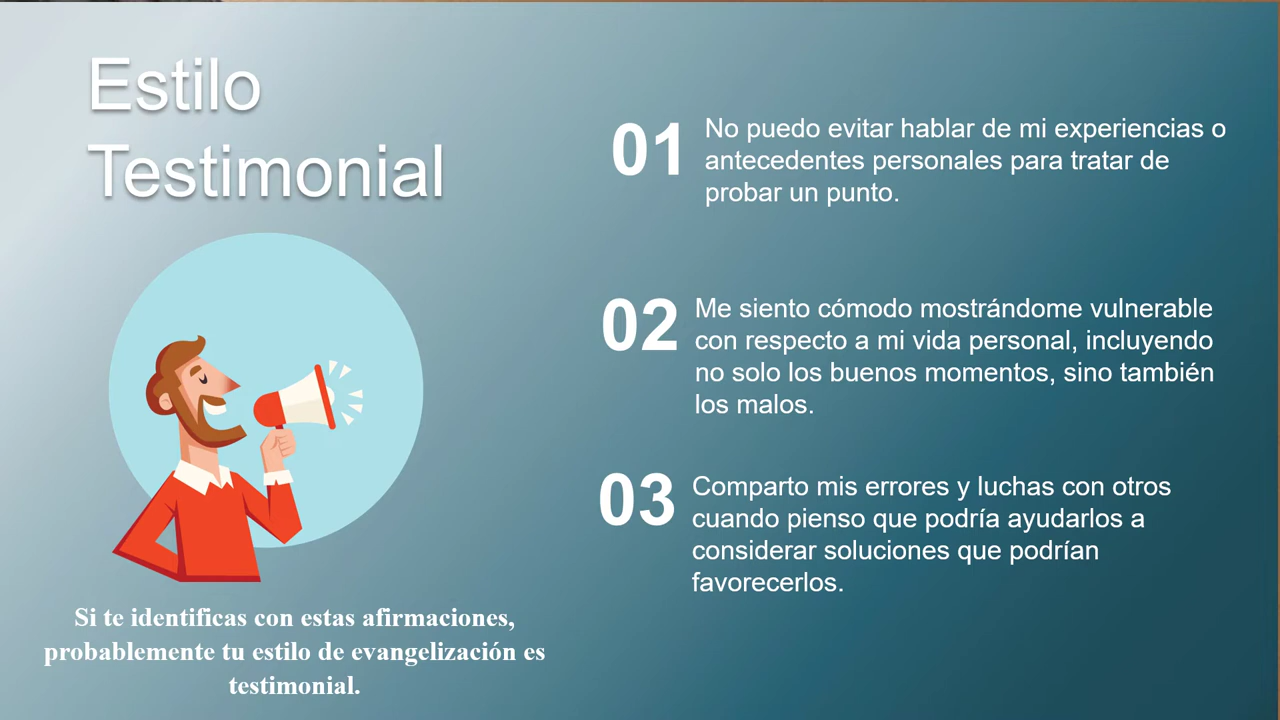 Estilo
Testimonial
01
No puedo evitar hablar de mi experiencias o
antecedentes personales para tratar de
probar un punto.
02
Me siento cómodo mostrándome vulnerable
con respecto a mi vida personal, incluyendo
no solo los buenos momentos, sino también
los malos.
03
Comparto mis errores y luchas con otros
cuando pienso que podría ayudarlos a
considerar soluciones que podrían
favorecerlos.
Si te identificas con estas afirmaciones,
probablemente tu estilo de evangelización es
testimonial.